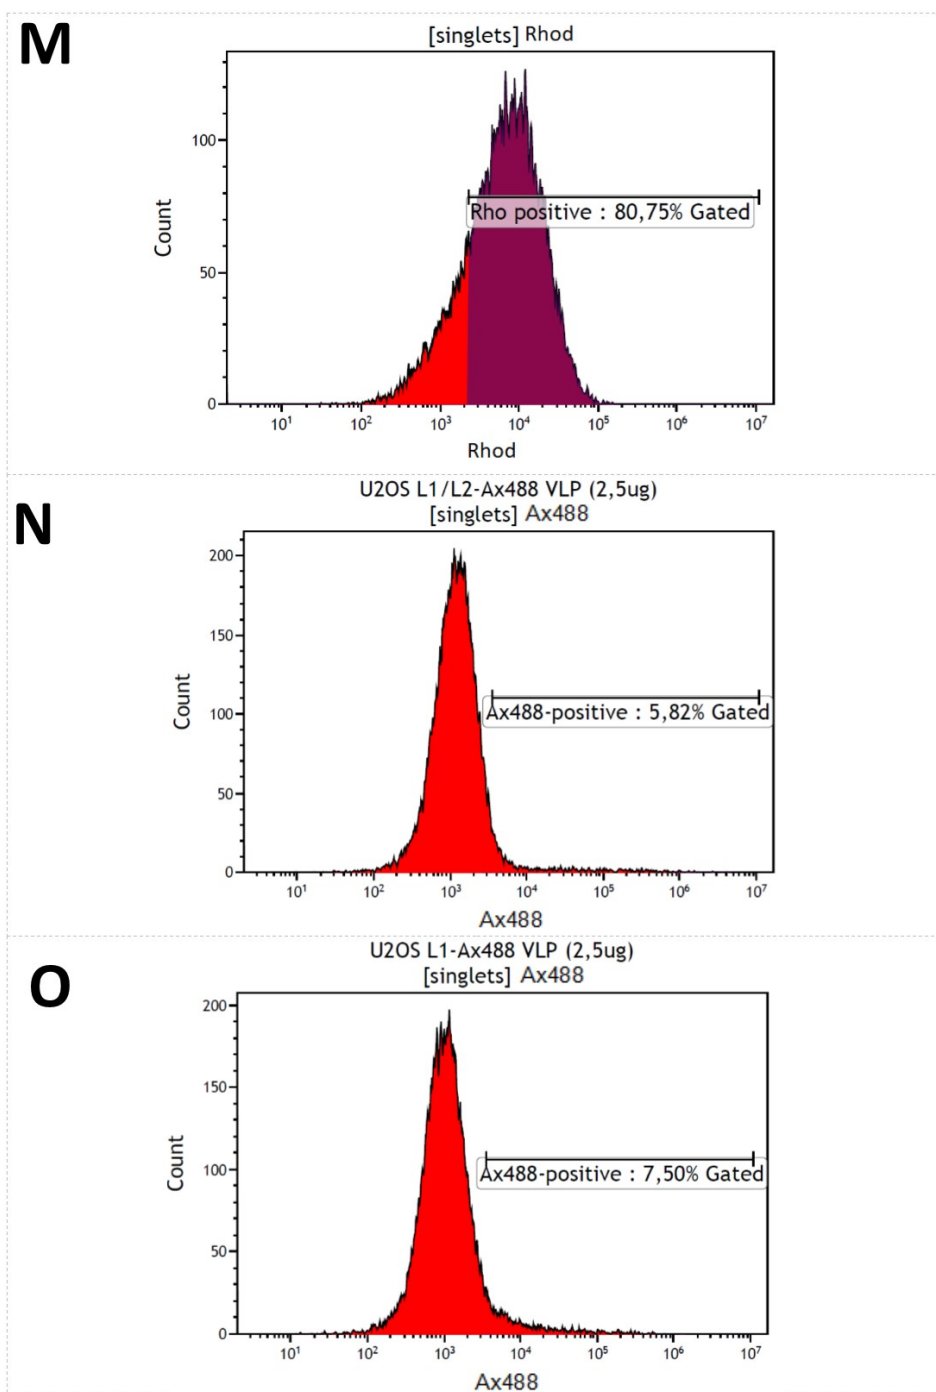 M
[singlets] Rhod
Count
100
50
0
Rho positive : 80,75% Gated
10¹ 10² 10³ 10⁴ 10⁵ 10⁶ 10⁷
Rhod
N
U2OS L1/L2-Ax488 VLP (2,5ug)
[singlets] Ax488
Count
200
150
100
50
0
Ax488-positive : 5,82% Gated
10¹ 10² 10³ 10⁴ 10⁵ 10⁶ 10⁷
Ax488
O
U2OS L1-Ax488 VLP (2,5ug)
[singlets] Ax488
Count
200
150
100
50
0
Ax488-positive : 7,50% Gated
10¹ 10² 10³ 10⁴ 10⁵ 10⁶ 10⁷
Ax488